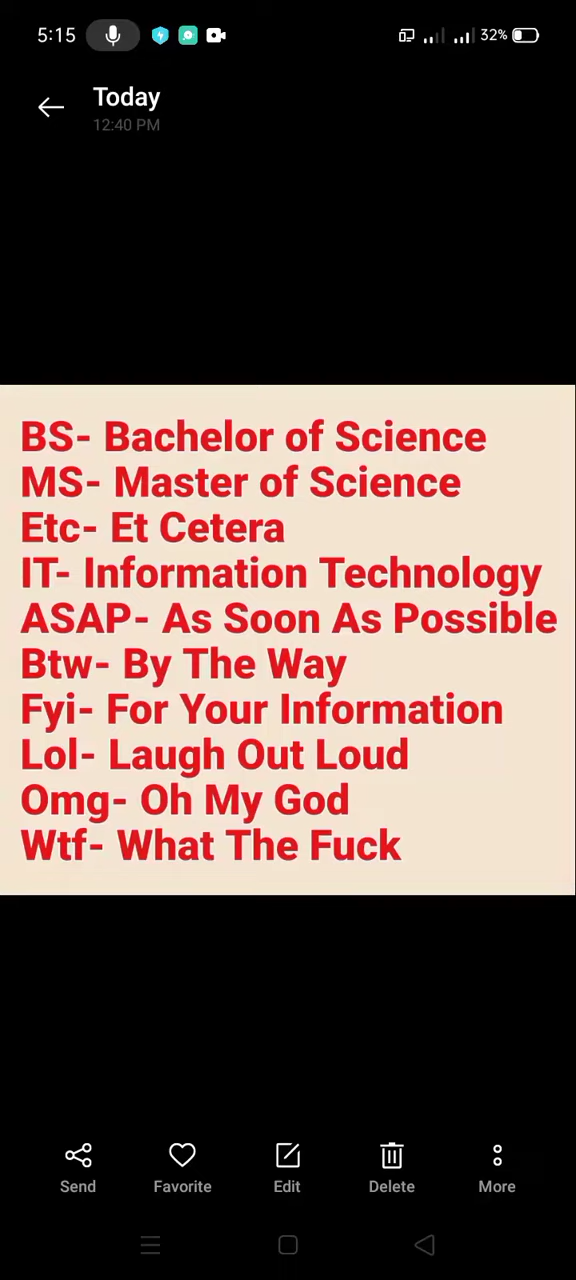 5:15
32%
Today
12:40 PM
BS- Bachelor of Science
MS- Master of Science
Etc- Et Cetera
IT- Information Technology
ASAP- As Soon As Possible
Btw- By The Way
Fyi- For Your Information
Lol- Laugh Out Loud
Omg- Oh My God
Wtf- What The Fuck
Send Favorite Edit Delete More